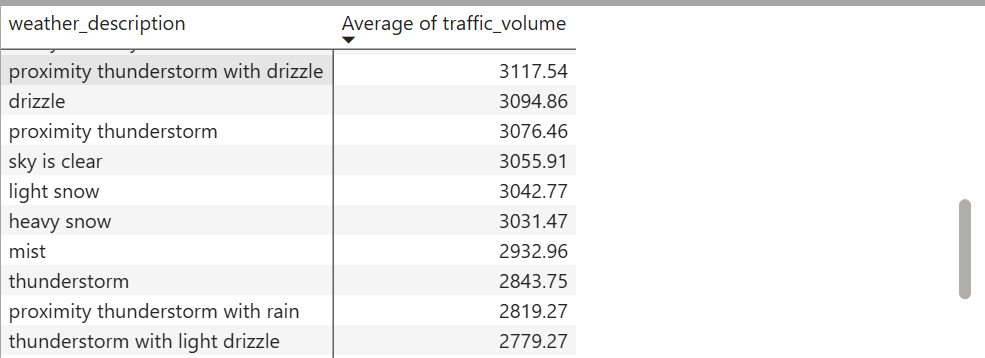 weather_description Average of traffic_volume
proximity thunderstorm with drizzle 3117.54
drizzle 3094.86
proximity thunderstorm 3076.46
sky is clear 3055.91
light snow 3042.77
heavy snow 3031.47
mist 2932.96
thunderstorm 2843.75
proximity thunderstorm with rain 2819.27
thunderstorm with light drizzle 2779.27